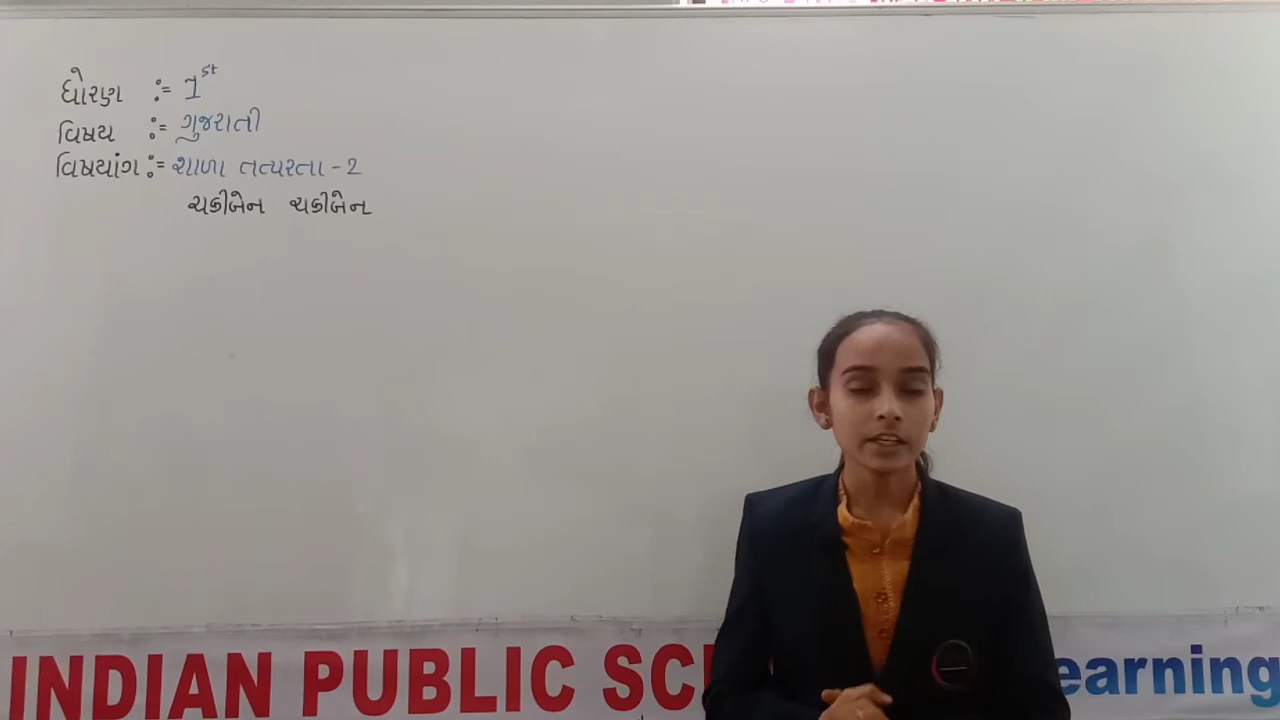 ધોરણ := 1st
વિષય := ગુજરાતી
વિષયાંગ := શાળા તત્પરતા - 2
ચકીબેન ચકીબેન
INDIAN PUBLIC SC earning